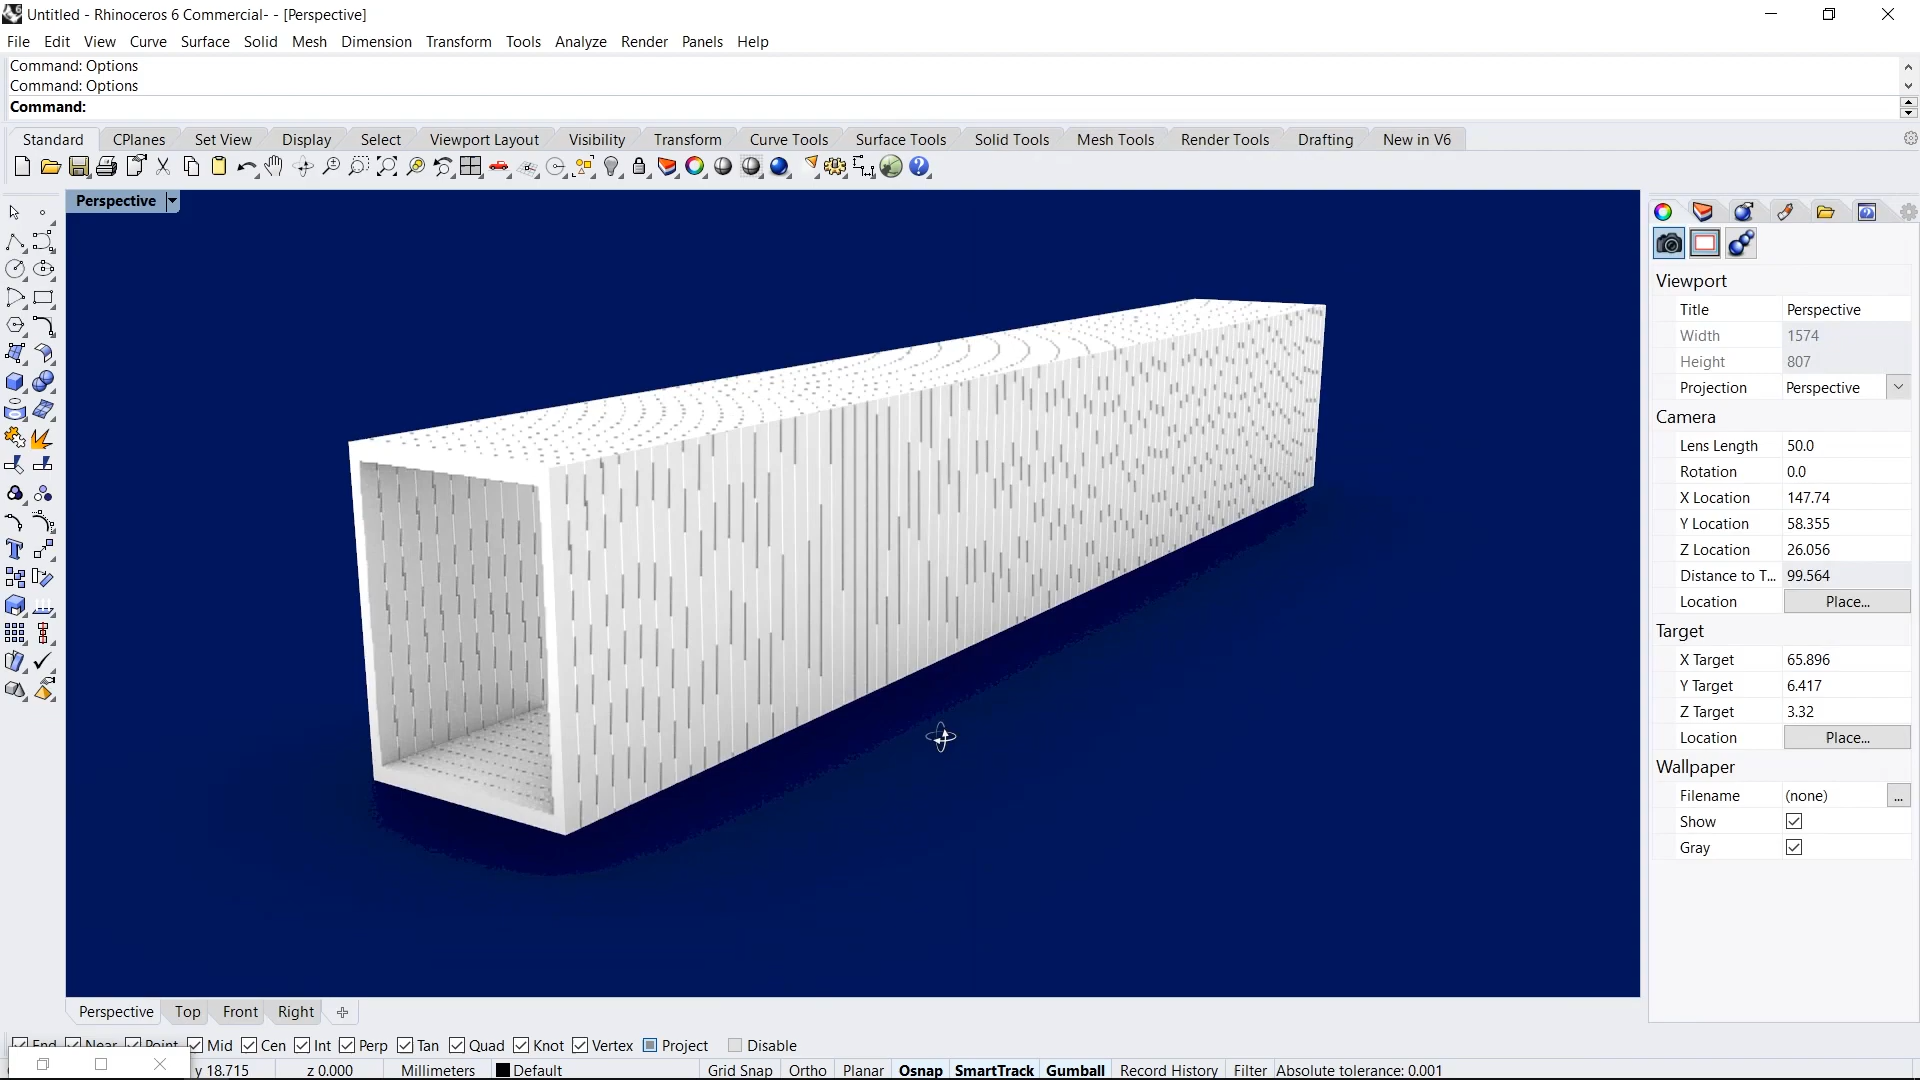 Untitled - Rhinoceros 6 Commercial- - [Perspective]
File Edit View Curve Surface Solid Mesh Dimension Transform Tools Analyze Render Panels Help
Command: Options
Command: Options
Command:
Standard CPlanes Set View Display Select Viewport Layout Visibility Transform Curve Tools Surface Tools Solid Tools Mesh Tools Render Tools Drafting New in V6
Perspective
Viewport
Title Perspective
Width 1574
Height 807
Projection Perspective
Camera
Lens Length 50.0
Rotation 0.0
X Location 147.74
Y Location 58.355
Z Location 26.056
Distance to T... 99.564
Location Place...
Target
X Target 65.896
Y Target 6.417
Z Target 3.32
Location Place...
Wallpaper
Filename (none) ...
Show
Gray
Perspective Top Front Right
End Near Point Mid Cen Int Perp Tan Quad Knot Vertex Project Disable
y 18.715 z 0.000 Millimeters Default Grid Snap Ortho Planar Osnap SmartTrack Gumball Record History Filter Absolute tolerance: 0.001